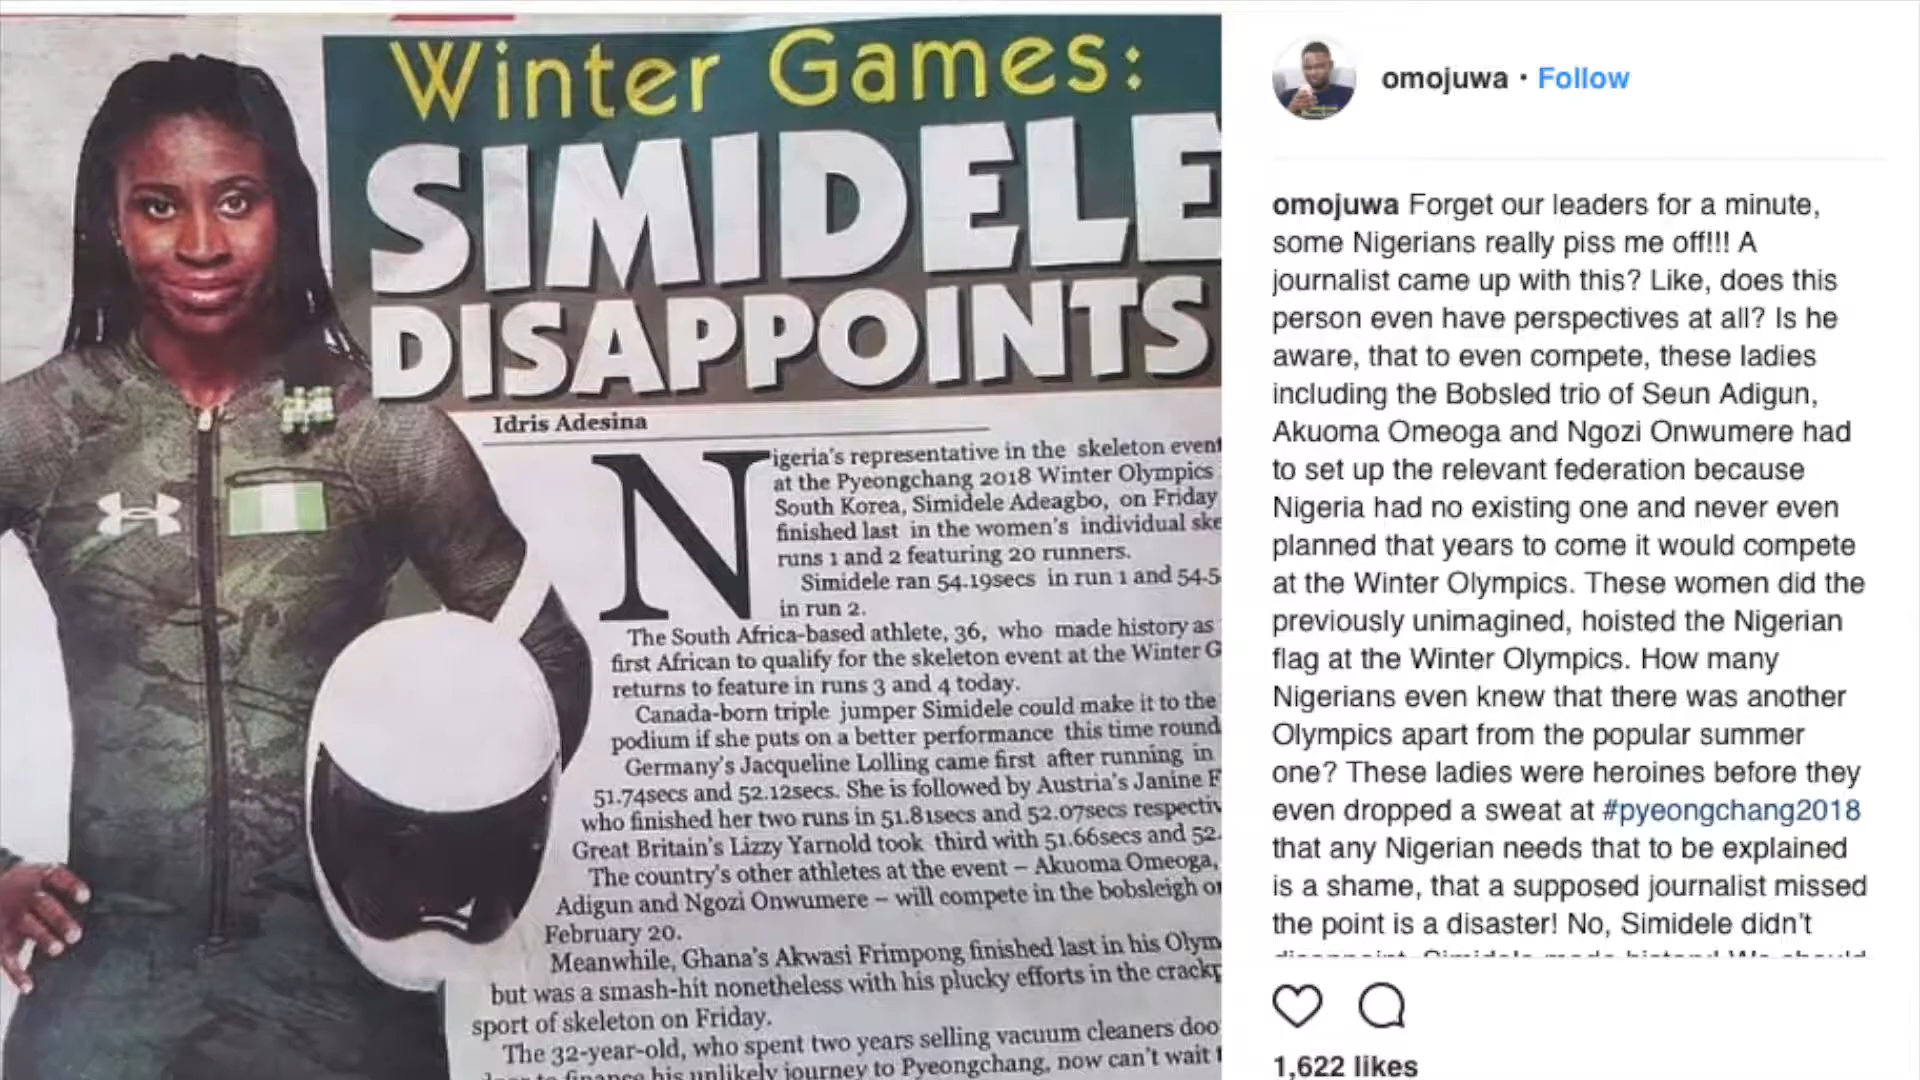 Winter Games:
SIMIDELE
DISAPPOINTS
Idris Adesina
Nigeria's representative in the skeleton event
at the Pyeongchang 2018 Winter Olympics
South Korea, Simidele Adeagbo, on Friday
finished last in the women's individual ske
runs 1 and 2 featuring 20 runners.
Simidele ran 54.19secs in run 1 and 54.5
in run 2.
The South Africa-based athlete, 36, who made history as
first African to qualify for the skeleton event at the Winter G
returns to feature in runs 3 and 4 today.
Canada-born triple jumper Simidele could make it to the
podium if she puts on a better performance this time round
Germany's Jacqueline Lolling came first after running in
51.74secs and 52.12secs. She is followed by Austria's Janine F
who finished her two runs in 51.81secs and 52.07secs respectiv
Great Britain's Lizzy Yarnold took third with 51.66secs and 52.
The country's other athletes at the event – Akuoma Omeoga,
Adigun and Ngozi Onwumere – will compete in the bobsleigh on
February 20.
Meanwhile, Ghana's Akwasi Frimpong finished last in his Olym
but was a smash-hit nonetheless with his plucky efforts in the crackp
sport of skeleton on Friday.
The 32-year-old, who spent two years selling vacuum cleaners doo
finance his unlikely journey to Pyeongchang, now can't wait
omojuwa • Follow
omojuwa Forget our leaders for a minute,
some Nigerians really piss me off!!! A
journalist came up with this? Like, does this
person even have perspectives at all? Is he
aware, that to even compete, these ladies
including the Bobsled trio of Seun Adigun,
Akuoma Omeoga and Ngozi Onwumere had
to set up the relevant federation because
Nigeria had no existing one and never even
planned that years to come it would compete
at the Winter Olympics. These women did the
previously unimagined, hoisted the Nigerian
flag at the Winter Olympics. How many
Nigerians even knew that there was another
Olympics apart from the popular summer
one? These ladies were heroines before they
even dropped a sweat at #pyeongchang2018
that any Nigerian needs that to be explained
is a shame, that a supposed journalist missed
the point is a disaster! No, Simidele didn't
1,622 likes